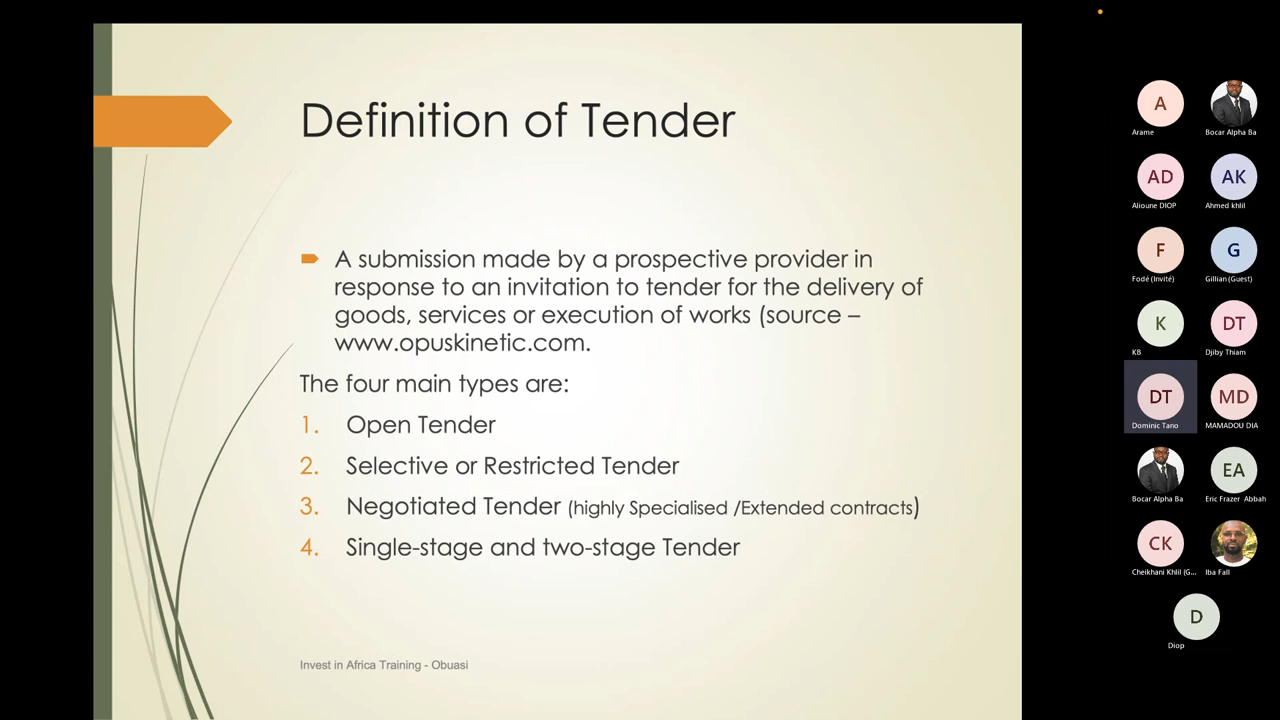 Definition of Tender
A submission made by a prospective provider in
response to an invitation to tender for the delivery of
goods, services or execution of works (source –
www.opuskinetic.com.
The four main types are:
1. Open Tender
2. Selective or Restricted Tender
3. Negotiated Tender (highly Specialised /Extended contracts)
4. Single-stage and two-stage Tender
Invest in Africa Training - Obuasi
A
Arame
Bocar Alpha Ba
AD
Alioune DIOP
AK
Ahmed khlil
F
Fodé (Invité)
G
Gillian (Guest)
K
KB
DT
Djiby Thiam
DT
Dominic Tano
MD
MAMADOU DIA
Bocar Alpha Ba
EA
Eric Frazer Abbah
CK
Cheikhani Khlil (G...
Iba Fall
D
Diop